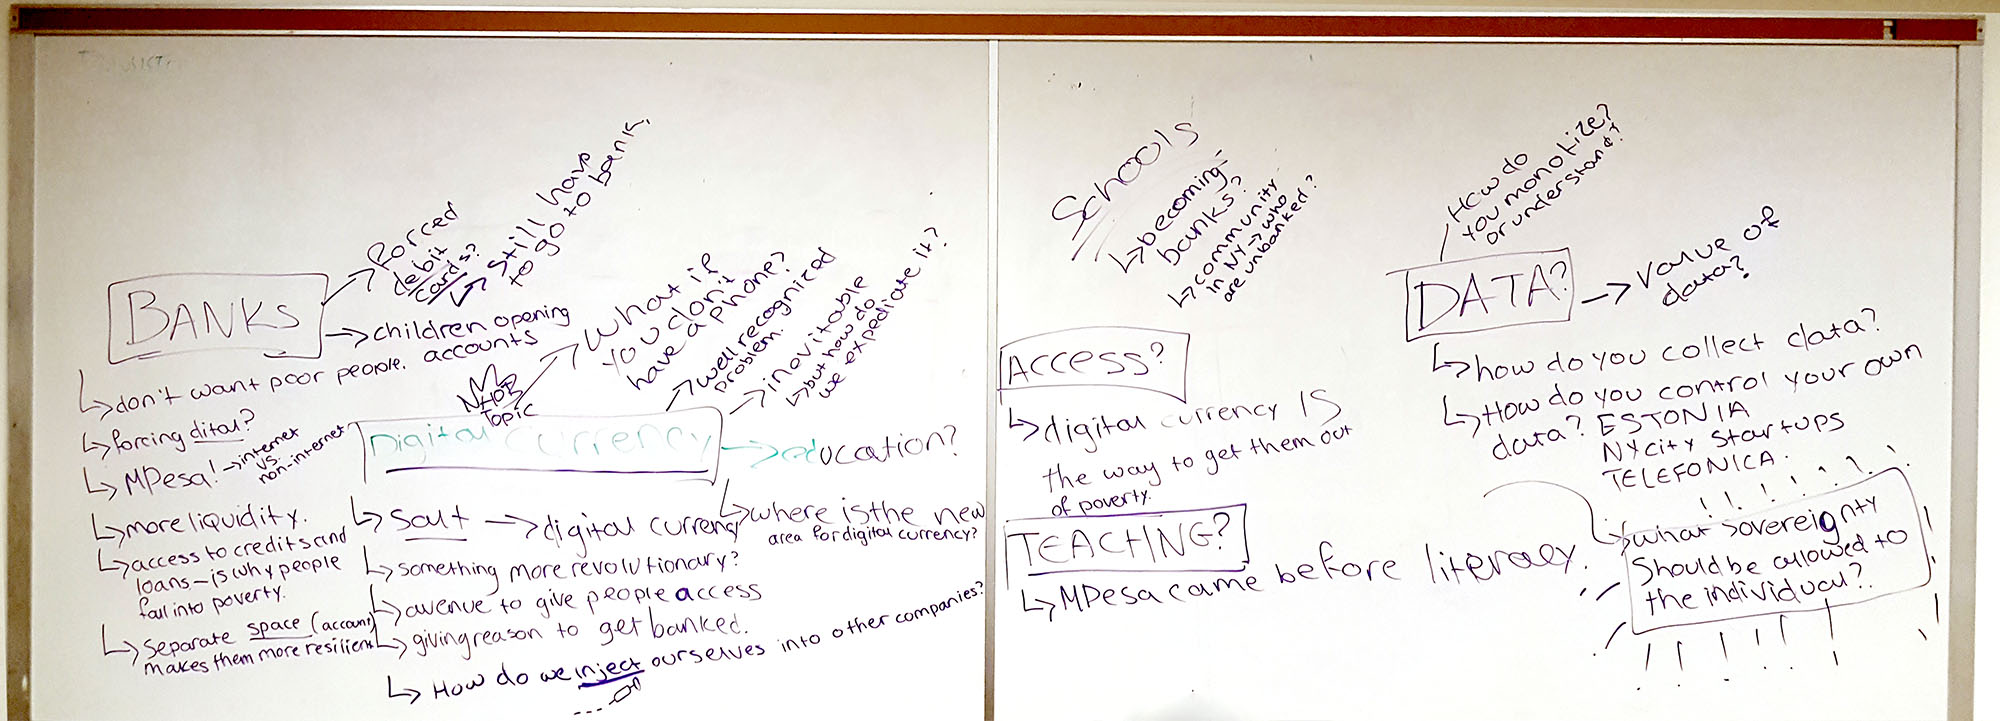 BANKS
Forced
debit
cards?
still have
to go to bank.
children opening
accounts
don't want poor people.
forcing dital?
MPesa! → internet
vs.
non-internet
more liquidity.
access to credits and
loans – is why people
fall into poverty.
separate space (account)
makes them more resilient
Topic
Digital currency
what if
you don't
have a phone?
well recognized
problem.
inevitable
but how do
we expediate it?
education?
where is the new
area for digital currency?
→ digital currency
something more revolutionary?
avenue to give people access
giving reason to get banked.
How do we inject ourselves into other companies?
Schools
becoming
banks?
community
in NY → who
are unbanked?
ACCESS?
digital currency IS
the way to get them out
of poverty.
TEACHING?
MPesa came before literacy.
How do
you monotize?
or understand?
DATA?
value of
data?
how do you collect data?
How do you control your own
data? ESTONIA
NYCity Startups
TELEFONICA.
what sovereignty
Should be allowed to
the individual?